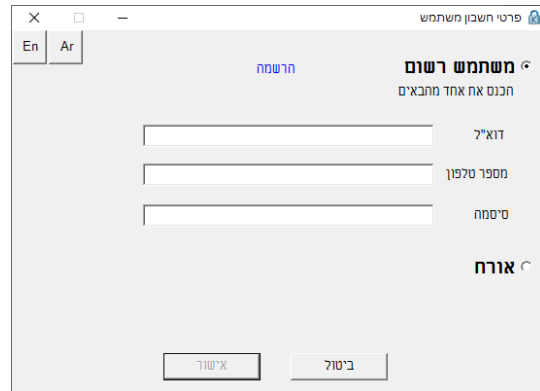 פרטי חשבון משתמש
En Ar
משתמש רשום
הרשמה
הכנס את אחד מהבאים
דוא"ל
מספר טלפון
סיסמה
אורח
ביטול
אישור